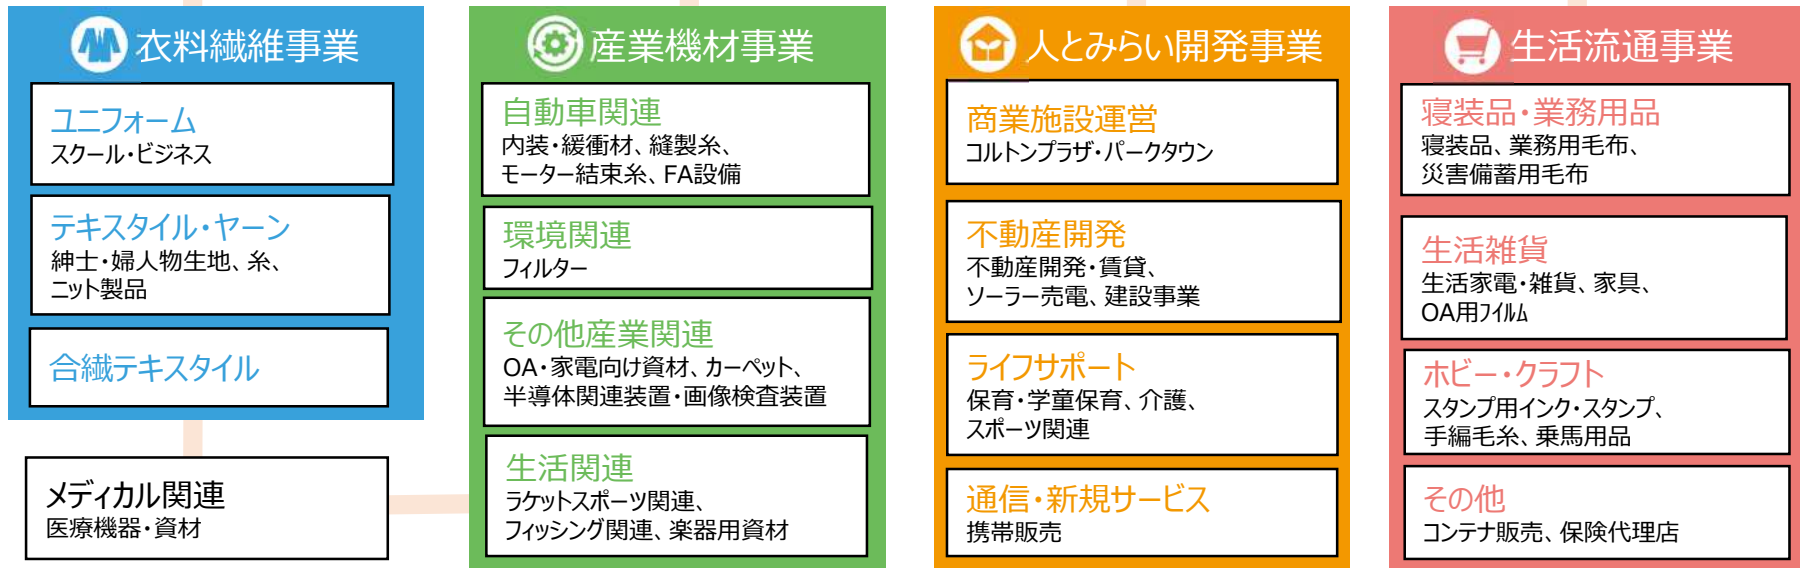 衣料繊維事業
ユニフォーム
スクール・ビジネス
テキスタイル・ヤーン
紳士・婦人物生地、糸、
ニット製品
合繊テキスタイル
メディカル関連
医療機器・資材
産業機材事業
自動車関連
内装・緩衝材、縫製糸、
モーター結束糸、FA設備
環境関連
フィルター
その他産業関連
OA・家電向け資材、カーペット、
半導体関連装置・画像検査装置
生活関連
ラケットスポーツ関連、
フィッシング関連、楽器用資材
人とみらい開発事業
商業施設運営
コルトンプラザ・パークタウン
不動産開発
不動産開発・賃貸、
ソーラー売電、建設事業
ライフサポート
保育・学童保育、介護、
スポーツ関連
通信・新規サービス
携帯販売
生活流通事業
寝装品・業務用品
寝装品、業務用毛布、
災害備蓄用毛布
生活雑貨
生活家電・雑貨、家具、
OA用フイルム
ホビー・クラフト
スタンプ用インク・スタンプ、
手編毛糸、乗馬用品
その他
コンテナ販売、保険代理店